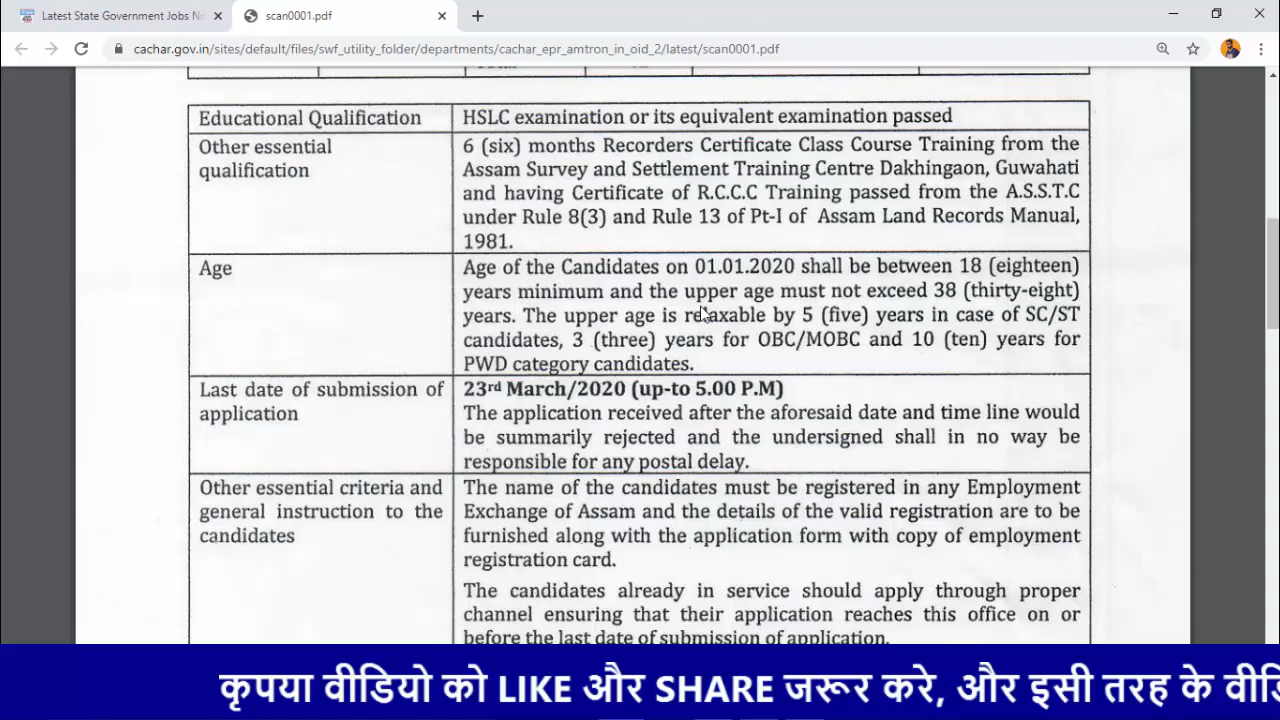 Latest State Government Jobs No
scan0001.pdf
cachar.gov.in/sites/default/files/swf_utility_folder/departments/cachar_epr_amtron_in_oid_2/latest/scan0001.pdf
Educational Qualification
HSLC examination or its equivalent examination passed
Other essential
qualification
6 (six) months Recorders Certificate Class Course Training from the
Assam Survey and Settlement Training Centre Dakhingaon, Guwahati
and having Certificate of R.C.C.C Training passed from the A.S.S.T.C
under Rule 8(3) and Rule 13 of Pt-I of Assam Land Records Manual,
1981.
Age
Age of the Candidates on 01.01.2020 shall be between 18 (eighteen)
years minimum and the upper age must not exceed 38 (thirty-eight)
years. The upper age is relaxable by 5 (five) years in case of SC/ST
candidates, 3 (three) years for OBC/MOBC and 10 (ten) years for
PWD category candidates.
Last date of submission of
application
23rd March/2020 (up-to 5.00 P.M)
The application received after the aforesaid date and time line would
be summarily rejected and the undersigned shall in no way be
responsible for any postal delay.
Other essential criteria and
general instruction to the
candidates
The name of the candidates must be registered in any Employment
Exchange of Assam and the details of the valid registration are to be
furnished along with the application form with copy of employment
registration card.
The candidates already in service should apply through proper
channel ensuring that their application reaches this office on or
before the last date of submission of application.
कृपया वीडियो को LIKE और SHARE जरूर करे, और इसी तरह के